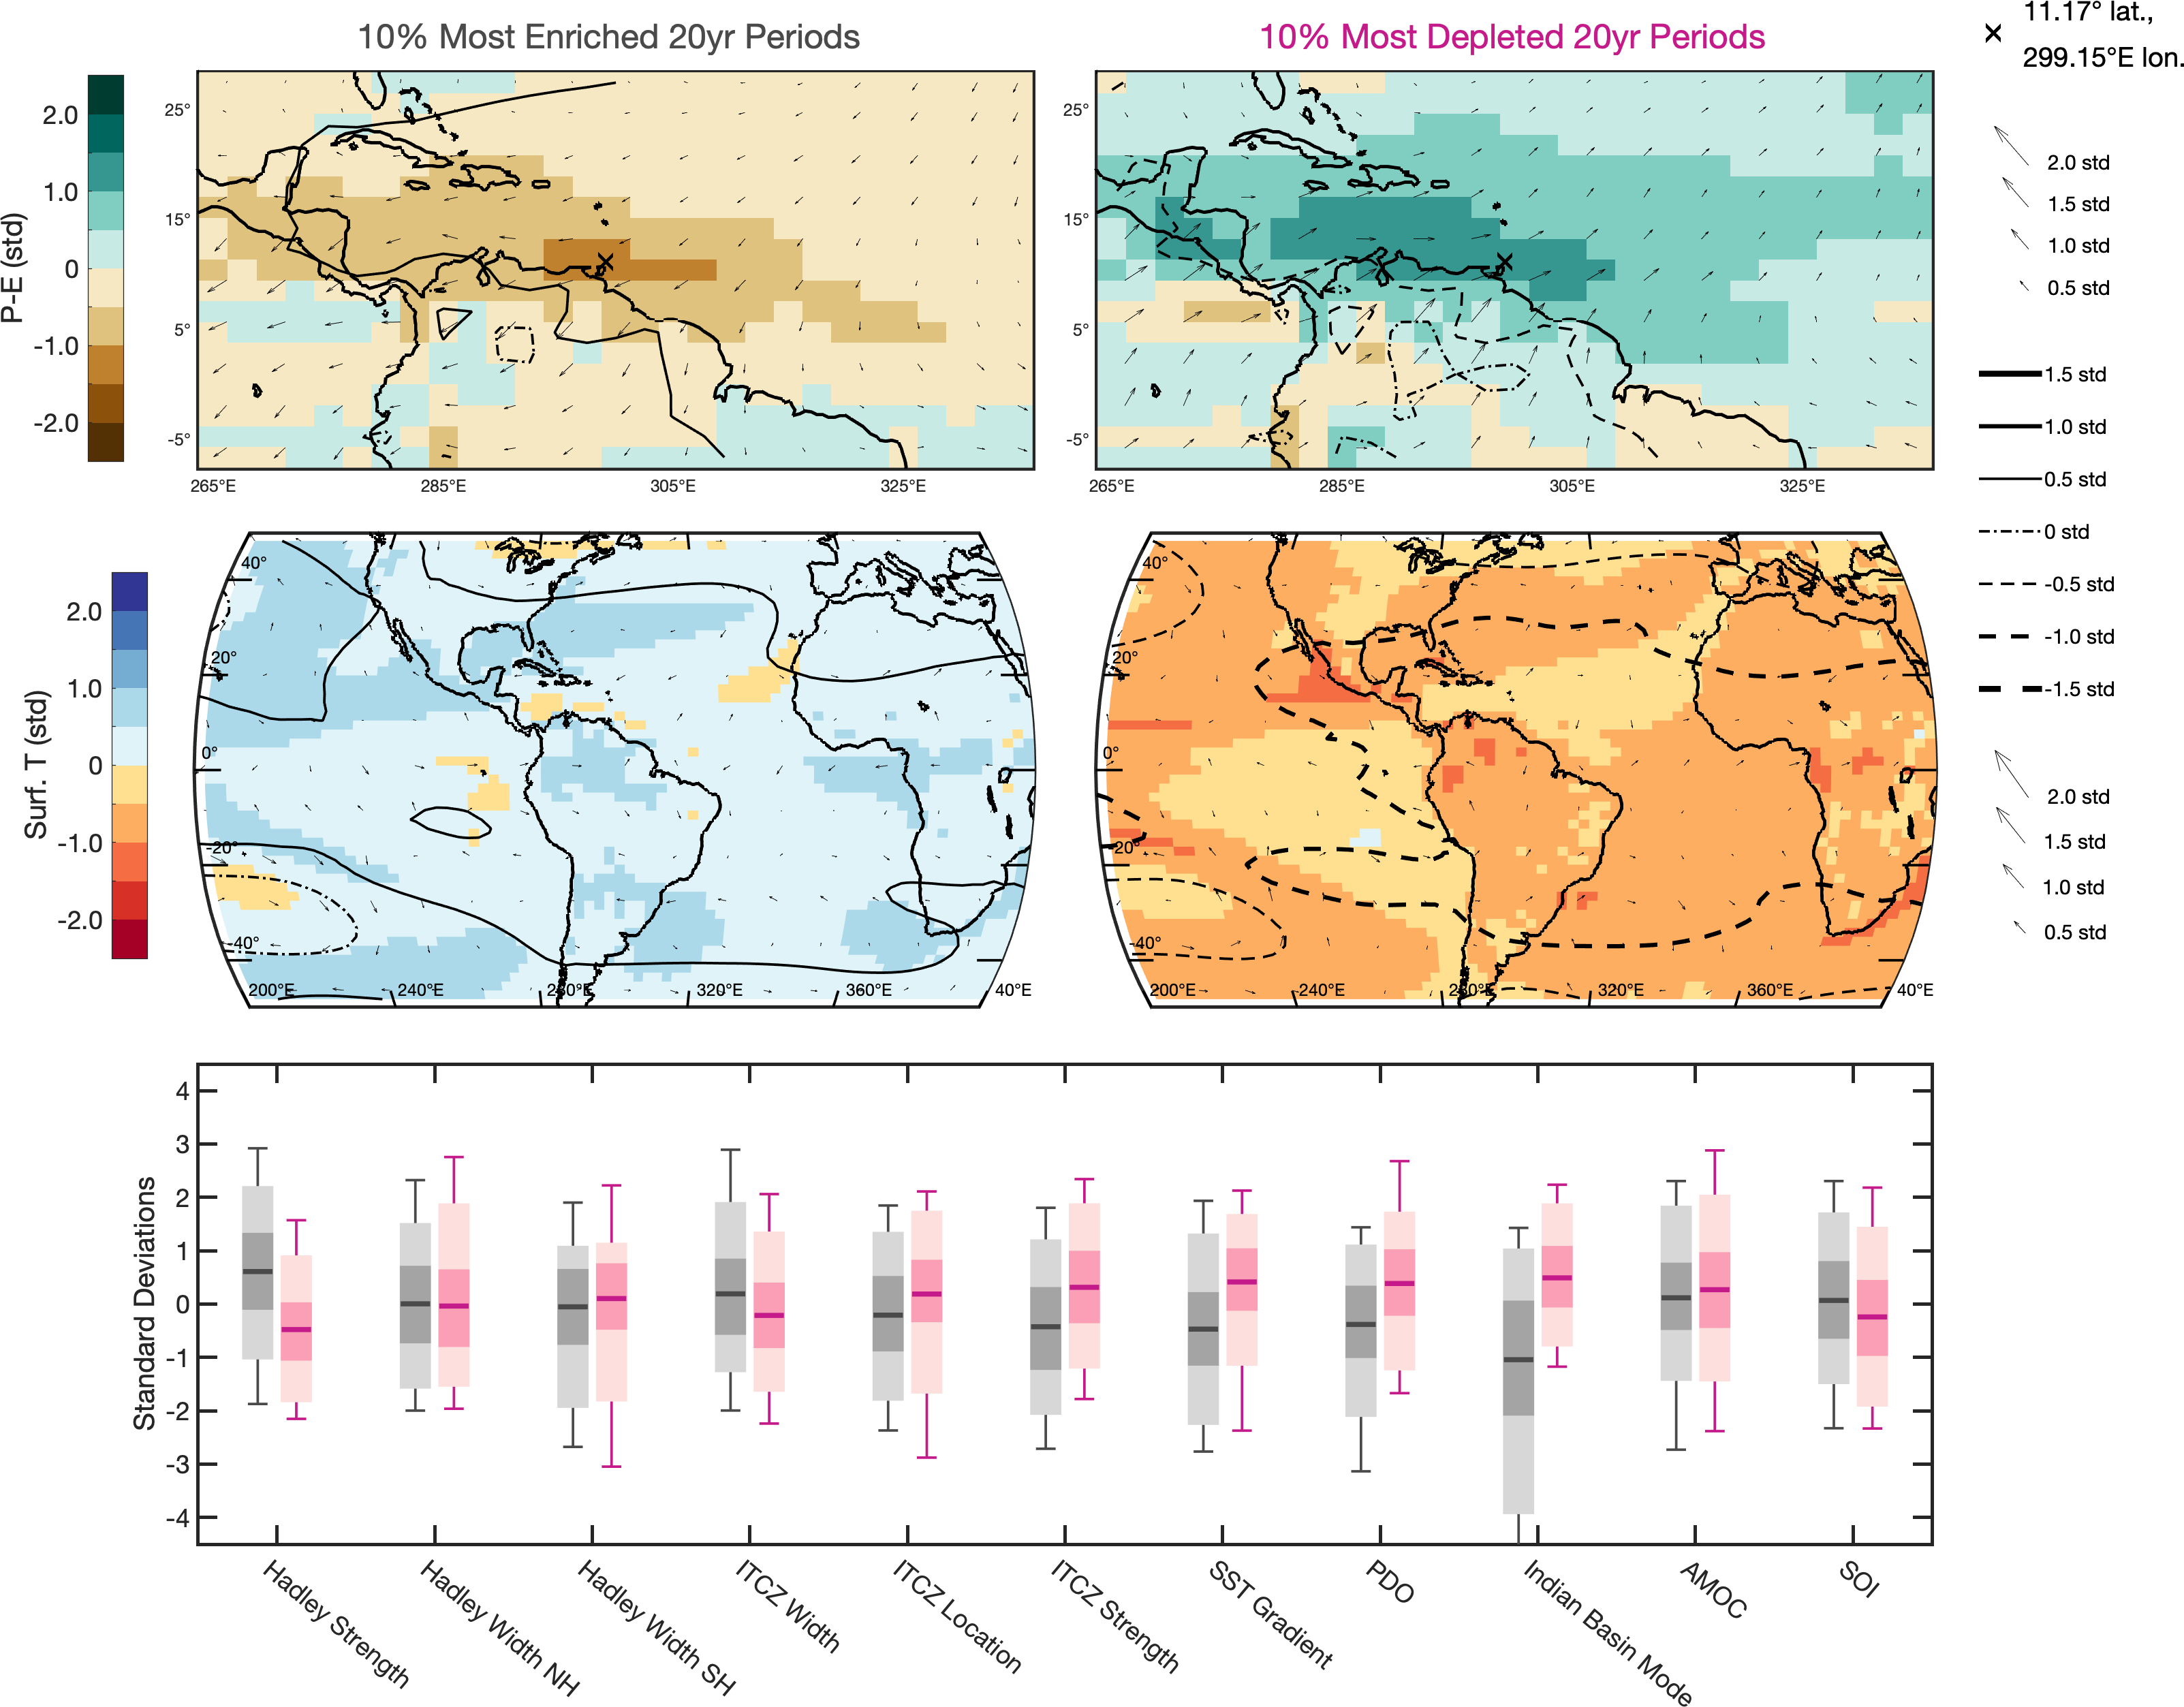 10% Most Enriched 20yr Periods
10% Most Depleted 20yr Periods
11.17° lat.,
299.15°E lon.
P-E (std)
2.0
1.0
0
-1.0
-2.0
25°
15°
5°
-5°
265°E
285°E
305°E
325°E
25°
15°
5°
-5°
265°E
285°E
305°E
325°E
2.0 std
1.5 std
1.0 std
0.5 std
1.5 std
1.0 std
0.5 std
0 std
-0.5 std
-1.0 std
-1.5 std
Surf. T (std)
2.0
1.0
0
-1.0
-2.0
40°
20°
0°
-20°
-40°
200°E
240°E
280°E
320°E
360°E
40°E
40°
20°
0°
-20°
-40°
200°E
240°E
280°E
320°E
360°E
40°E
2.0 std
1.5 std
1.0 std
0.5 std
Standard Deviations
4
3
2
1
0
-1
-2
-3
-4
Hadley Strength
Hadley Width NH
Hadley Width SH
ITCZ Width
ITCZ Location
ITCZ Strength
SST Gradient
PDO
Indian Basin Mode
AMOC
SOI